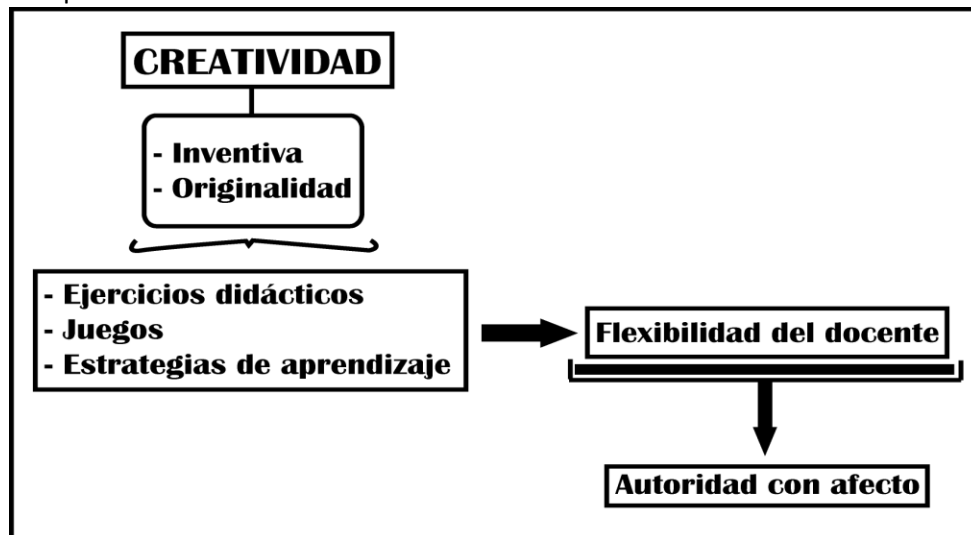 CREATIVIDAD
- Inventiva
- Originalidad
- Ejercicios didácticos
- Juegos
- Estrategias de aprendizaje
Flexibilidad del docente
Autoridad con afecto